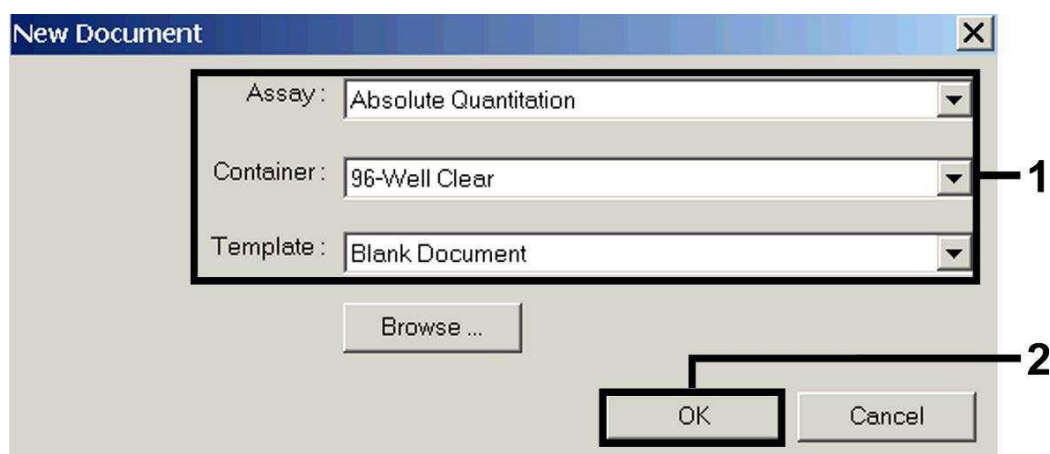 New Document
Assay: Absolute Quantitation
Container: 96-Well Clear
1
Template: Blank Document
Browse ...
2
OK Cancel